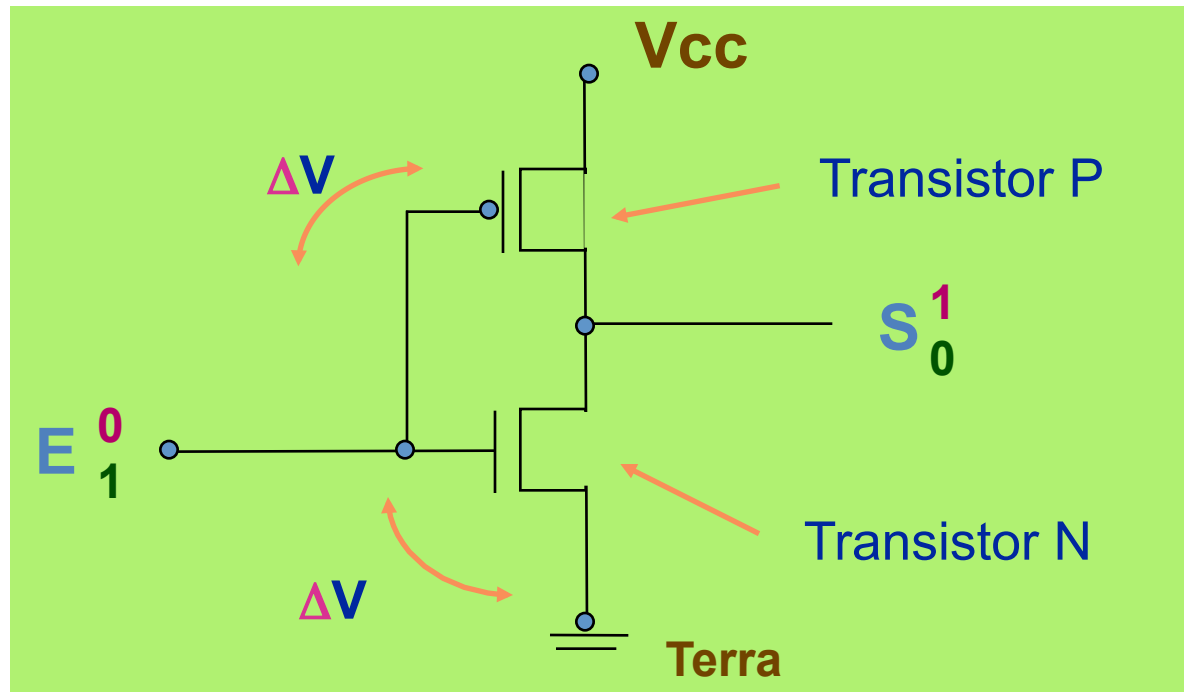 Vcc
ΔV
Transistor P
S 1
0
E 0
1
Transistor N
ΔV
Terra